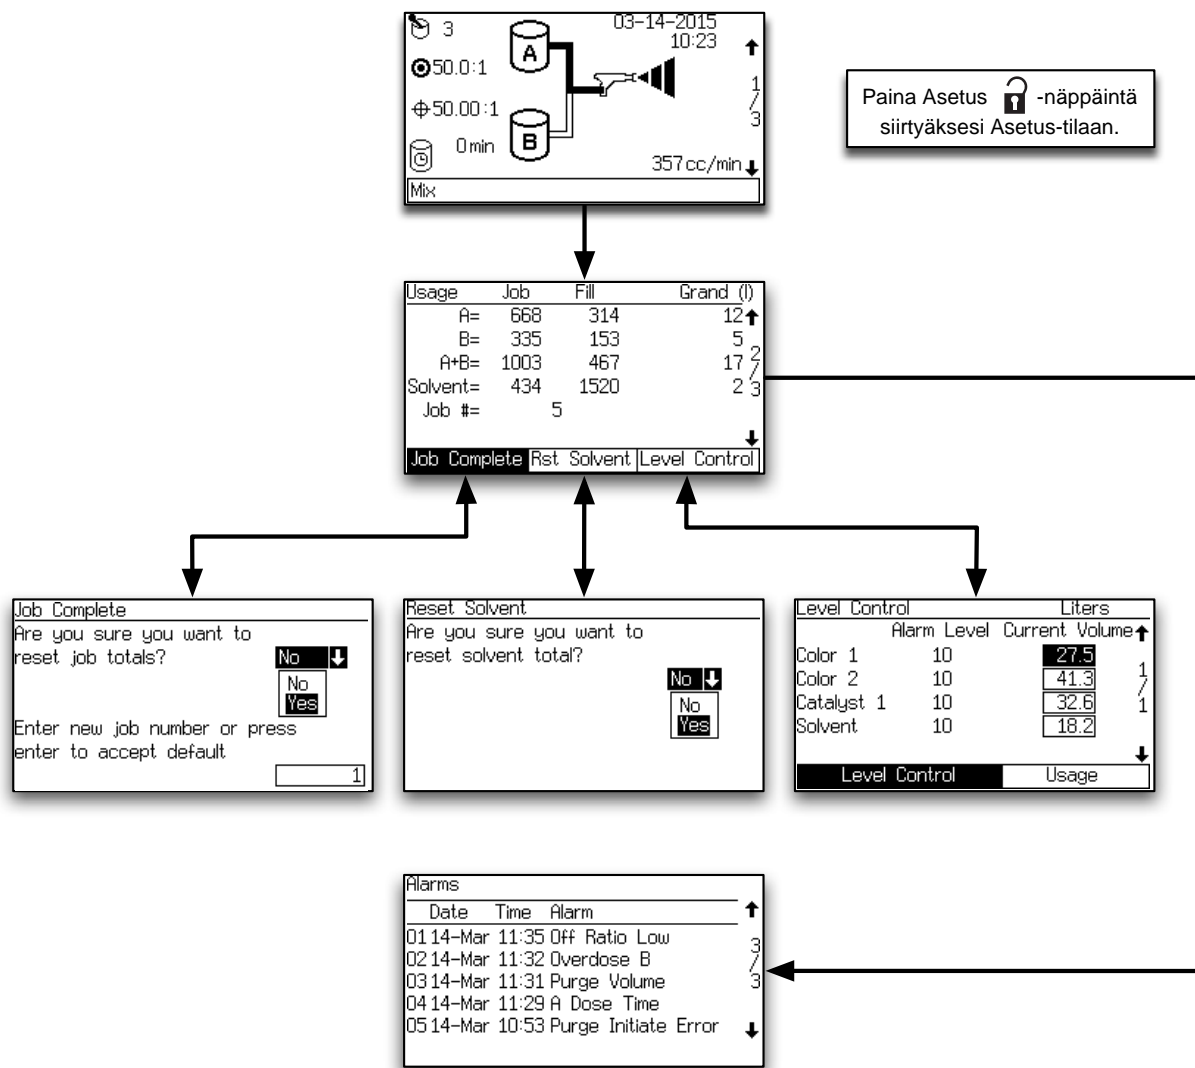 3
03-14-2015
10:23
A
50.0:1
1
/
3
50.00:1
0min
B
357cc/min
Mix
Paina Asetus -näppäintä
siirtyäksesi Asetus-tilaan.
Usage Job Fill Grand (l)
A= 668 314 12
B= 335 153 5
A+B= 1003 467 17
Solvent= 434 1520 2
Job #= 5
2
/
3
Job Complete Rst Solvent Level Control
Job Complete
Are you sure you want to
reset job totals?
No
No
Yes
Enter new job number or press
enter to accept default
1
Reset Solvent
Are you sure you want to
reset solvent total?
No
No
Yes
Level Control Liters
Alarm Level Current Volume
Color 1 10 27.5
Color 2 10 41.3
Catalyst 1 10 32.6
Solvent 10 18.2
1
/
1
Level Control Usage
Alarms
Date Time Alarm
01 14-Mar 11:35 Off Ratio Low
02 14-Mar 11:32 Overdose B
03 14-Mar 11:31 Purge Volume
04 14-Mar 11:29 A Dose Time
05 14-Mar 10:53 Purge Initiate Error
3
/
3